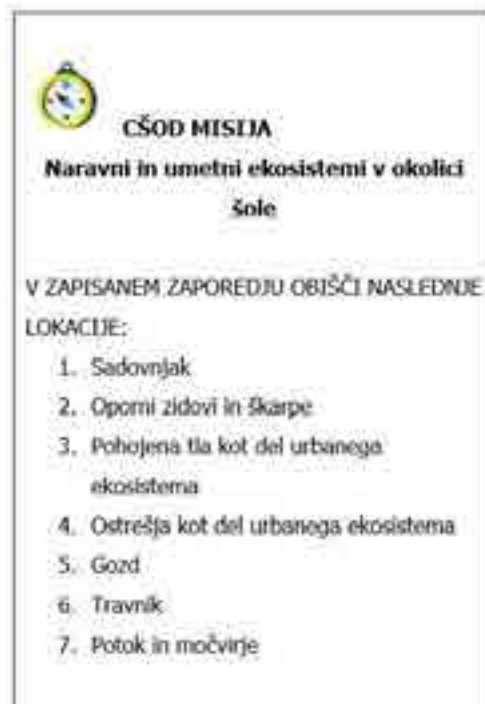 CŠOD MISIJA
Naravni in umetni ekosistemi v okolici
šole
V ZAPISANEM ZAPOREDJU OBIŠČI NASLEDNJE
LOKACIJE:
1. Sadovnjak
2. Oporni zidovi in škarpe
3. Pohojena tla kot del urbanega
ekosistema
4. Ostrešja kot del urbanega ekosistema
5. Gozd
6. Travnik
7. Potok in močvirje